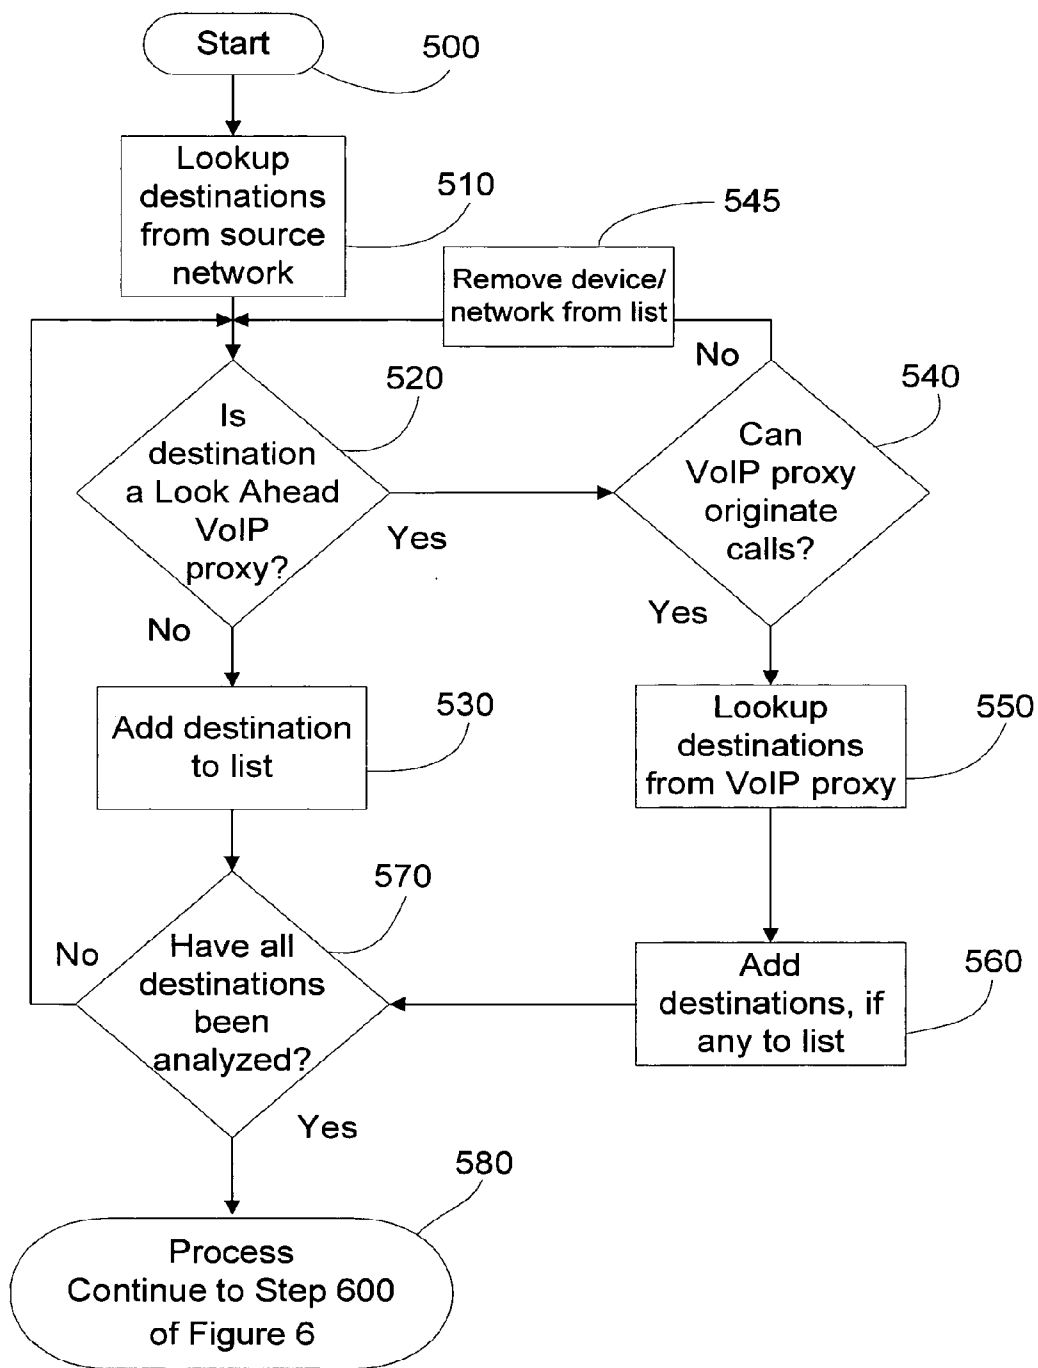 Start
500
Lookup
destinations
from source
network
510
545
Remove device/
network from list
No
520
540
Is
destination
a Look Ahead
VoIP
proxy?
Yes
Can
VoIP proxy
originate
calls?
No
Yes
Add destination
to list
530
Lookup
destinations
from VoIP proxy
550
570
No
Have all
destinations
been
analyzed?
Add
destinations, if
any to list
560
Yes
580
Process
Continue to Step 600
of Figure 6